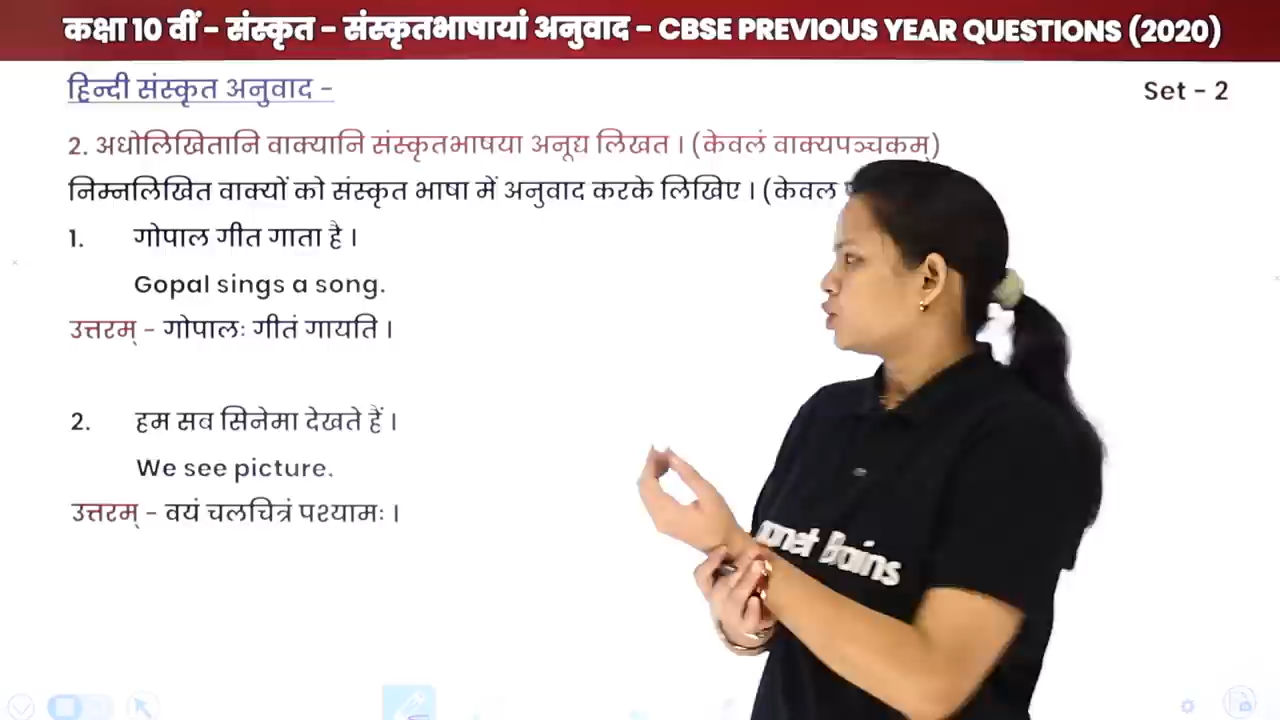 कक्षा 10 वीं - संस्कृत - संस्कृतभाषायां अनुवाद - CBSE PREVIOUS YEAR QUESTIONS (2020)
हिन्दी संस्कृत अनुवाद -
Set - 2
2. अधोलिखितानि वाक्यानि संस्कृतभाषया अनूद्य लिखत । (केवलं वाक्यपञ्चकम्)
निम्नलिखित वाक्यों को संस्कृत भाषा में अनुवाद करके लिखिए । (केवल
1. गोपाल गीत गाता है ।
Gopal sings a song.
उत्तरम् - गोपालः गीतं गायति ।
2. हम सब सिनेमा देखते हैं ।
We see picture.
उत्तरम् - वयं चलचित्रं पश्यामः ।
Brains